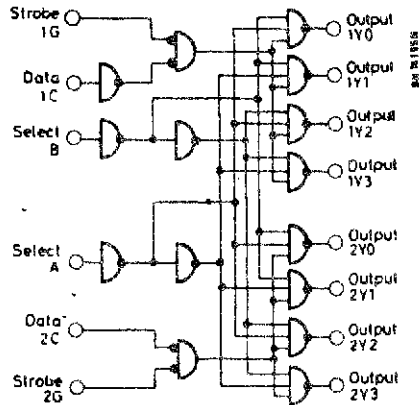 Strobe
1G
Data
1C
Select
B
Select
A
Data
2C
Strobe
2G
Output
1Y0
Output
1Y1
Output
1Y2
Output
1Y3
Output
2Y0
Output
2Y1
Output
2Y2
Output
2Y3